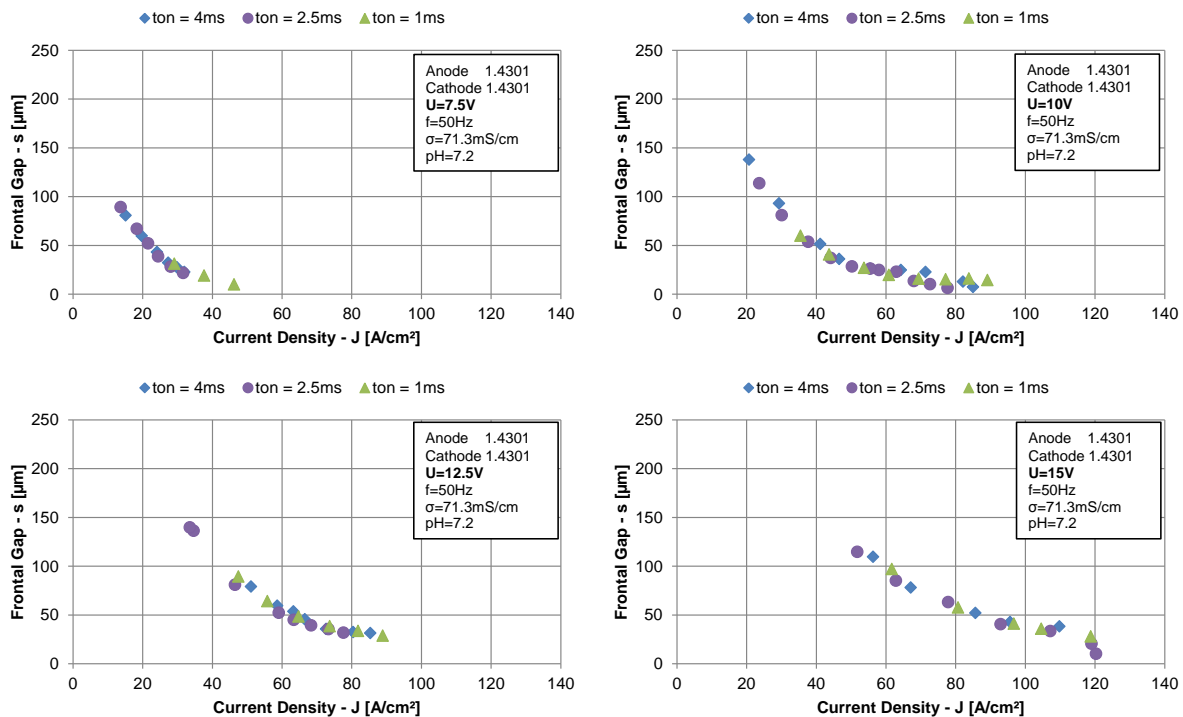 ton = 4ms ton = 2.5ms ton = 1ms
250
200
150
100
50
0
Frontal Gap - s [µm]
Anode 1.4301
Cathode 1.4301
U=7.5V
f=50Hz
σ=71.3mS/cm
pH=7.2
0 20 40 60 80 100 120 140
Current Density - J [A/cm²]
ton = 4ms ton = 2.5ms ton = 1ms
250
200
150
100
50
0
Frontal Gap - s [µm]
Anode 1.4301
Cathode 1.4301
U=10V
f=50Hz
σ=71.3mS/cm
pH=7.2
0 20 40 60 80 100 120 140
Current Density - J [A/cm²]
ton = 4ms ton = 2.5ms ton = 1ms
250
200
150
100
50
0
Frontal Gap - s [µm]
Anode 1.4301
Cathode 1.4301
U=12.5V
f=50Hz
σ=71.3mS/cm
pH=7.2
0 20 40 60 80 100 120 140
Current Density - J [A/cm²]
ton = 4ms ton = 2.5ms ton = 1ms
250
200
150
100
50
0
Frontal Gap - s [µm]
Anode 1.4301
Cathode 1.4301
U=15V
f=50Hz
σ=71.3mS/cm
pH=7.2
0 20 40 60 80 100 120 140
Current Density - J [A/cm²]